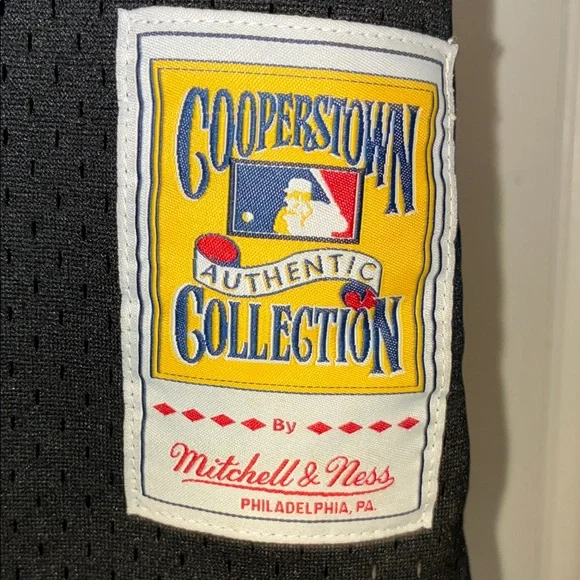 COOPERSTOWN
AUTHENTIC
COLLECTION
By
Mitchell & Ness
PHILADELPHIA, PA.